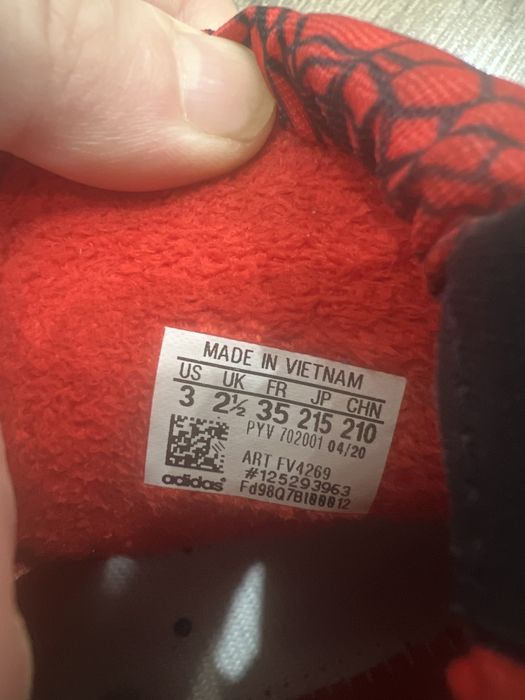 MADE IN VIETNAM
US UK FR JP CHN
3 2½ 35 215 210
PYV 702001 04/20
ART FV4269
#125293963
adidas Fd98Q7BI00012